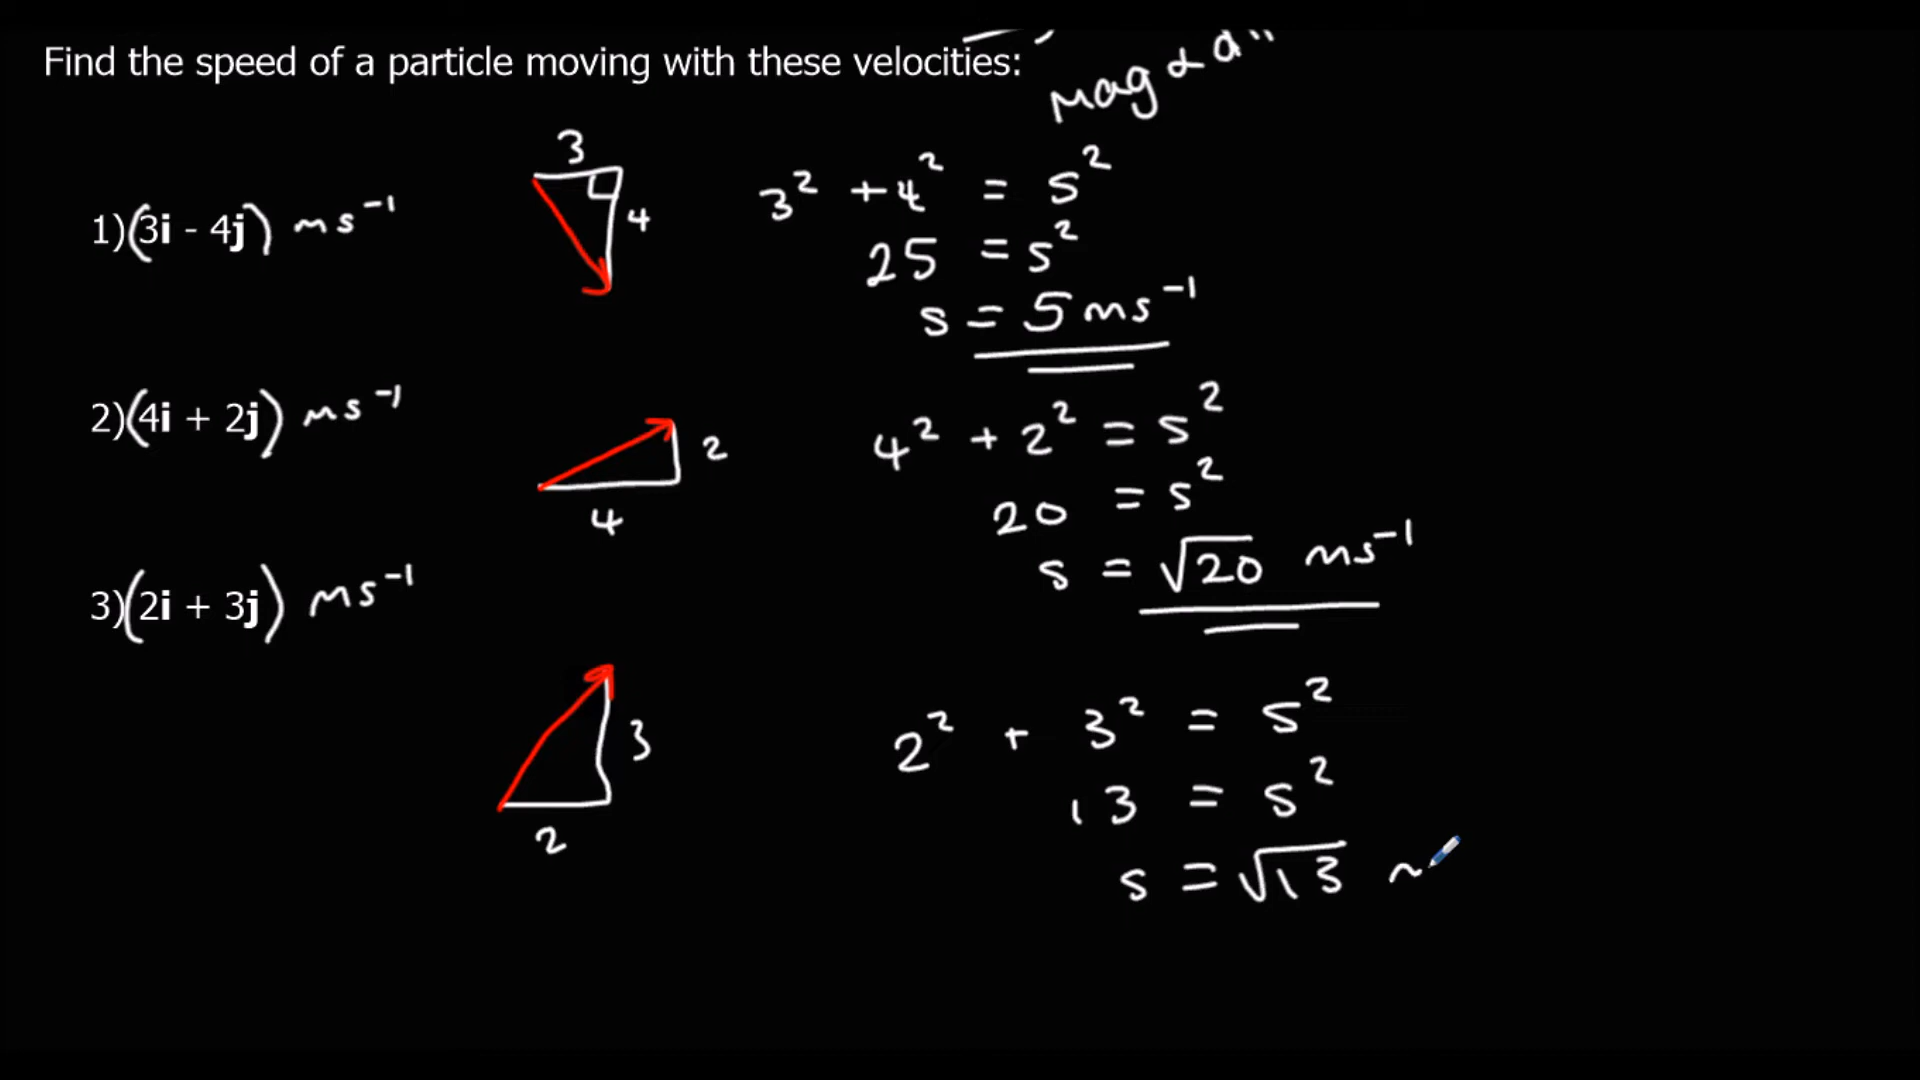 Find the speed of a particle moving with these velocities:
mag &
3
4
1)(3i - 4j) ms⁻¹
3² + 4² = s²
25 = s²
s = 5 ms⁻¹
2)(4i + 2j) ms⁻¹
2
4
4² + 2² = s²
20 = s²
s = √20 ms⁻¹
3)(2i + 3j) ms⁻¹
3
2
2² + 3² = s²
13 = s²
s = √13